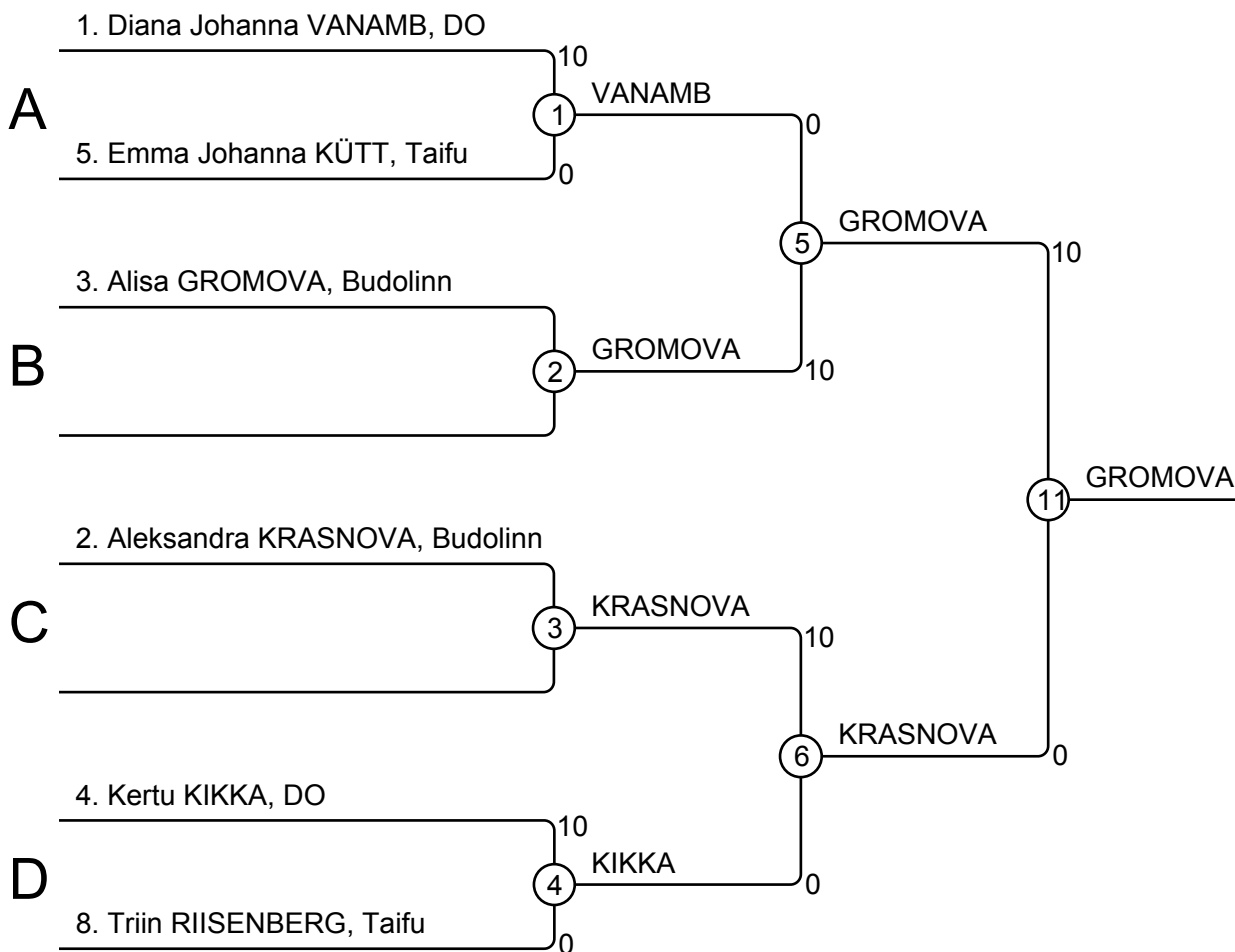 1. Diana Johanna VANAMB, DO
10
A
1
VANAMB
0
5. Emma Johanna KÜTT, Taifu
0
5
GROMOVA
10
3. Alisa GROMOVA, Budolinn
B
2
GROMOVA
10
11
GROMOVA
2. Aleksandra KRASNOVA, Budolinn
C
3
KRASNOVA
10
6
KRASNOVA
0
4. Kertu KIKKA, DO
10
D
4
KIKKA
0
8. Triin RIISENBERG, Taifu
0